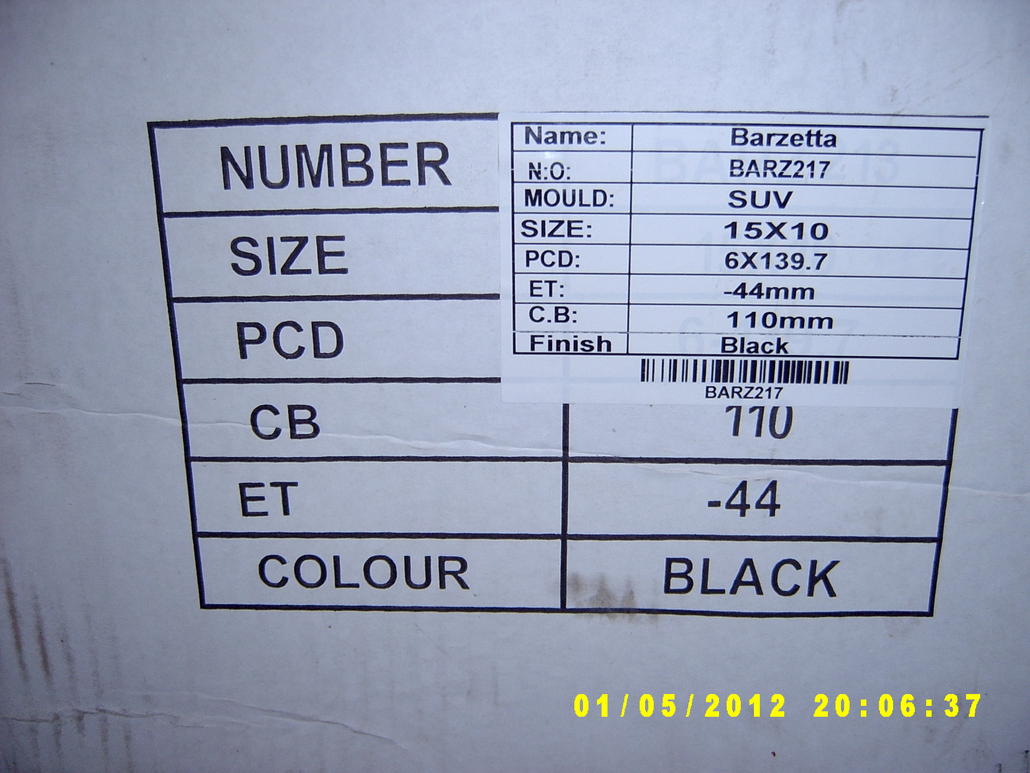 NUMBER
SIZE
PCD
CB 110
ET -44
COLOUR BLACK
Name: Barzetta
N:O: BARZ217
MOULD: SUV
SIZE: 15X10
PCD: 6X139.7
ET: -44mm
C.B: 110mm
Finish Black
BARZ217
01/05/2012 20:06:37